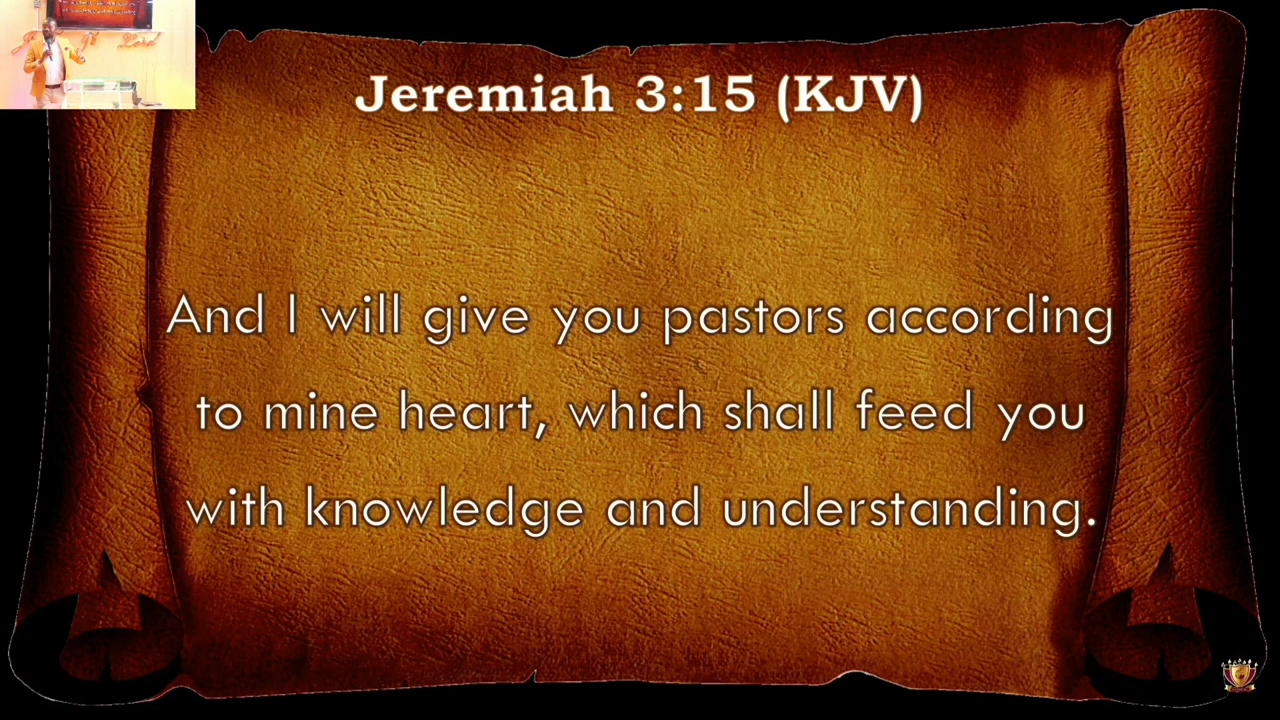 Jeremiah 3:15 (KJV)
And I will give you pastors according
to mine heart, which shall feed you
with knowledge and understanding.
Lord